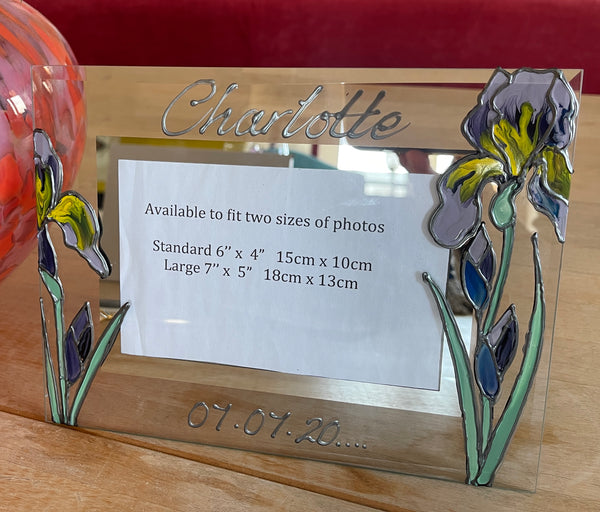 Charlotte
Available to fit two sizes of photos
Standard 6’’ x 4” 15cm x 10cm
Large 7’’ x 5” 18cm x 13cm
07.07.20....